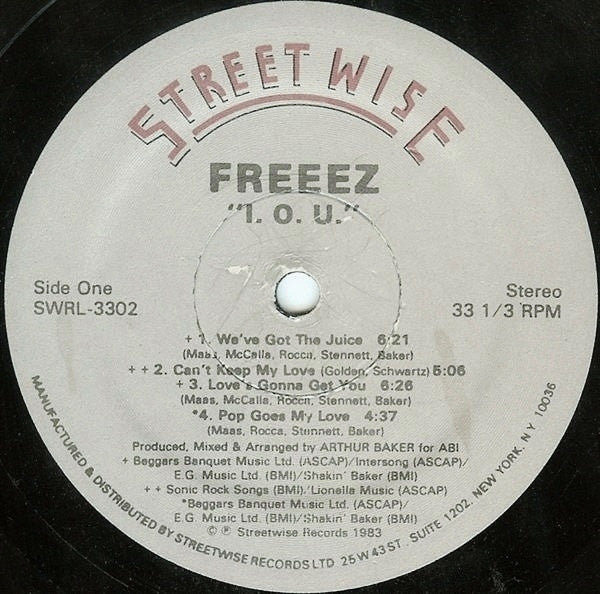 STREETWISE
FREEEZ
"I. O. U."
Side One
SWRL-3302
Stereo
33 1/3 RPM
+ 1. We've Got The Juice 6:21
(Maas, McCalla, Rocca, Stennett, Baker)
+ + 2. Can't Keep My Love (Golden, Schwartz) 5:06
+ 3. Love's Gonna Get You 6:26
(Maas, McCalla, Rocca, Stennett, Baker)
*4. Pop Goes My Love 4:37
(Maas, Rocca, Stennett, Baker)
Produced, Mixed & Arranged by ARTHUR BAKER for ABI
+ Beggars Banquet Music Ltd. (ASCAP)/Intersong (ASCAP)/
E.G. Music Ltd. (BMI)/Shakin' Baker (BMI)
+ + Sonic Rock Songs (BMI)/Lionella Music (ASCAP)
*Beggars Banquet Music Ltd. (ASCAP)/
E.G. Music Ltd. (BMI)/Shakin' Baker (BMI)
© ℗ Streetwise Records 1983
MANUFACTURED & DISTRIBUTED BY STREETWISE RECORDS LTD 25 W 43 ST. SUITE 1202, NEW YORK, NY 10036